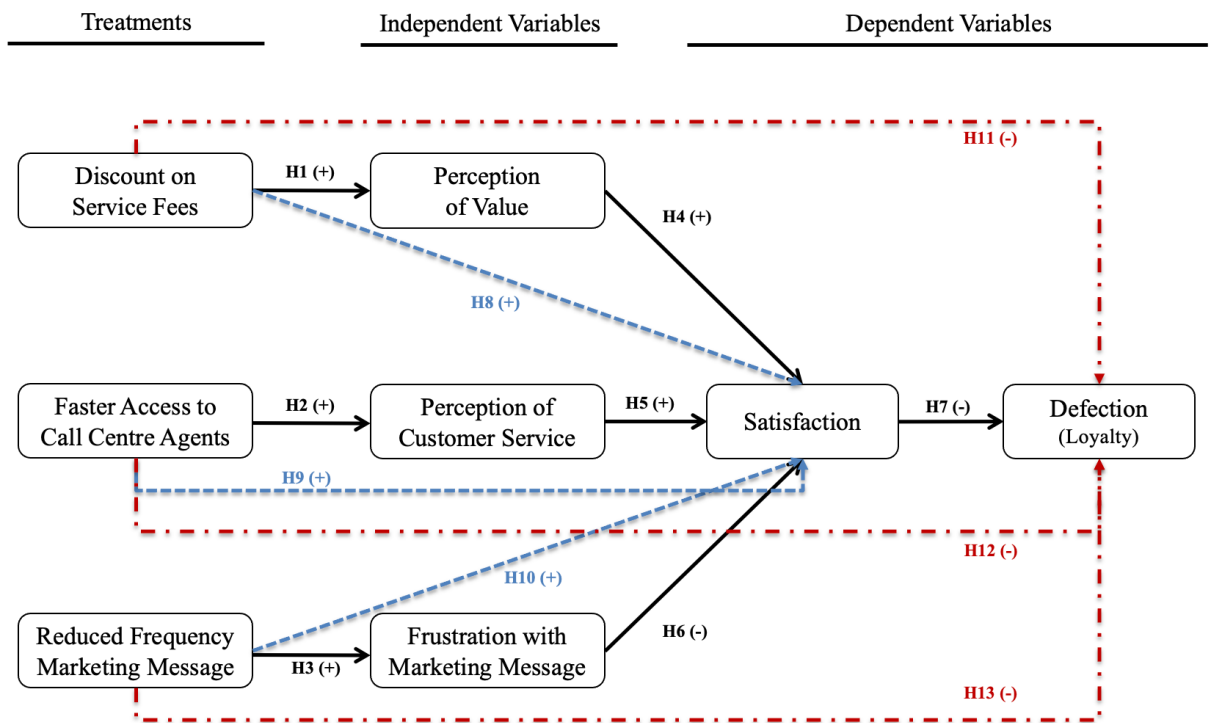 Treatments
Independent Variables
Dependent Variables
H11 (-)
Discount on
Service Fees
H1 (+)
Perception
of Value
H4 (+)
H8 (+)
Faster Access to
Call Centre Agents
H2 (+)
Perception of
Customer Service
H5 (+)
Satisfaction
H7 (-)
Defection
(Loyalty)
H9 (+)
H12 (-)
H10 (+)
Reduced Frequency
Marketing Message
H3 (+)
Frustration with
Marketing Message
H6 (-)
H13 (-)